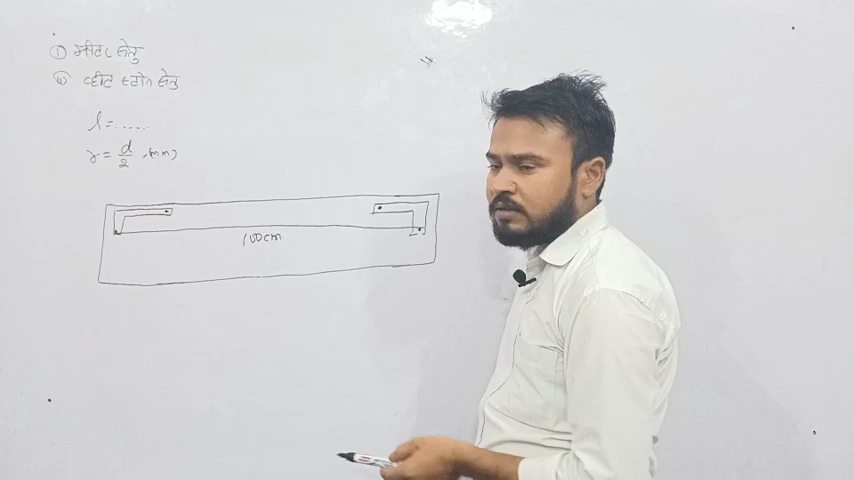 ① मीटर सेतु
② व्हीट स्टोन सेतु
l = ......
r = d/2 (mm)
100cm